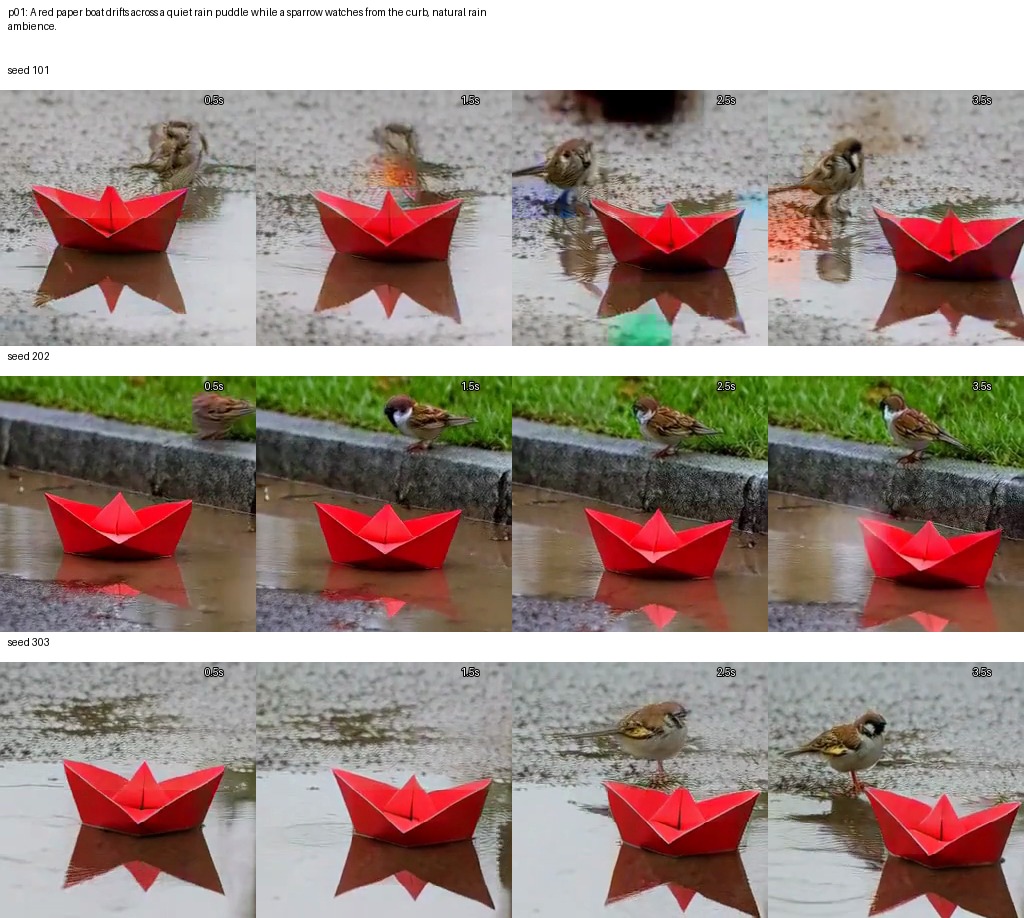 p01: A red paper boat drifts across a quiet rain puddle while a sparrow watches from the curb, natural rain
ambience.
seed 101
0.5s 1.5s 2.5s 3.5s
seed 202
0.5s 1.5s 2.5s 3.5s
seed 303
0.5s 1.5s 2.5s 3.5s